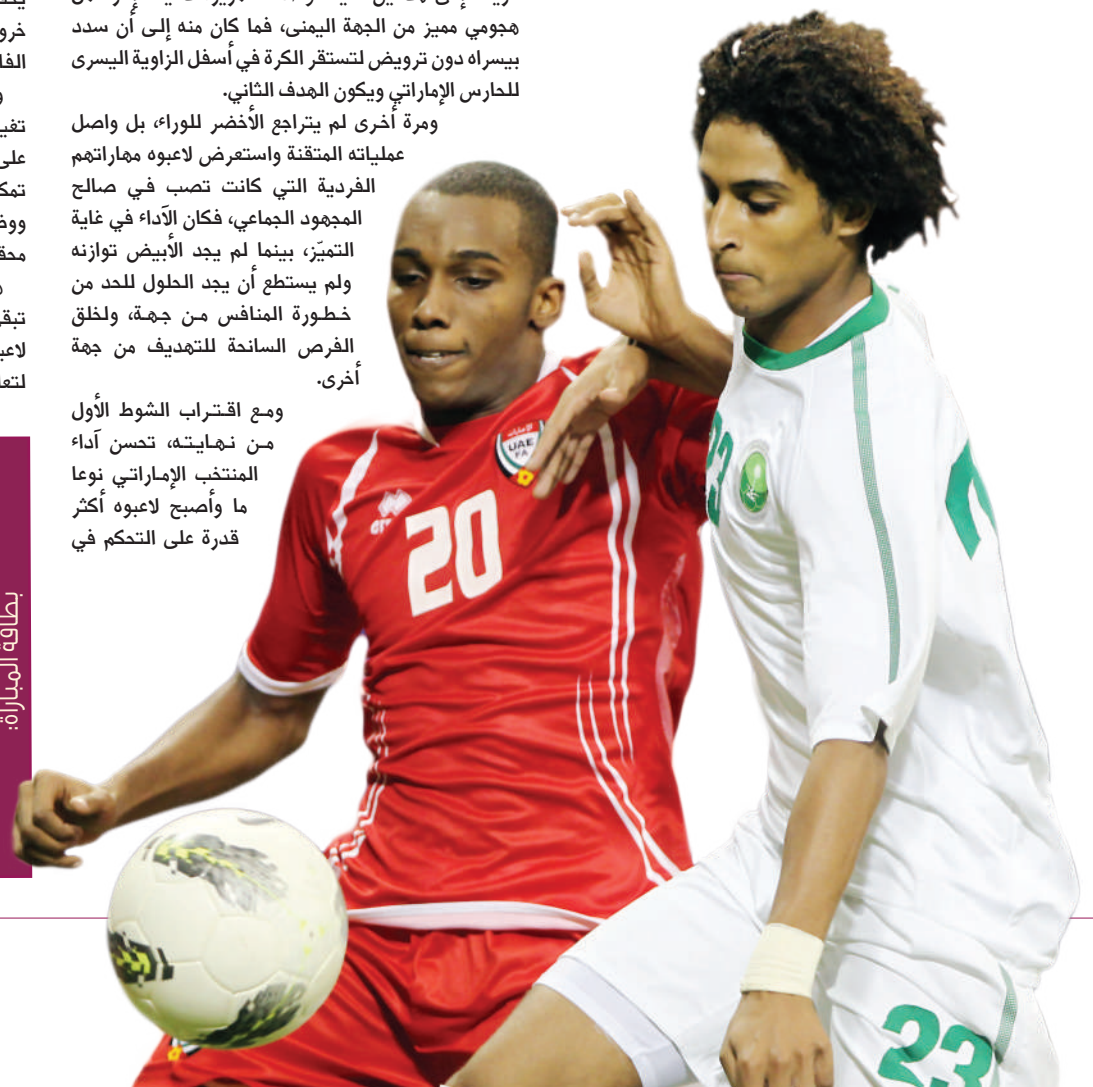 هجومي مميز من الجهة اليمنى، فما كان منه إلى أن سدد
بيسراه دون ترويض لتستقر الكرة في أسفل الزاوية اليسرى
للحارس الإماراتي ويكون الهدف الثاني.
ومرة أخرى لم يتراجع الأخضر للوراء، بل واصل
عملياته المتقنة واستعرض لاعبوه مهاراتهم
الفردية التي كانت تصب في صالح
المجهود الجماعي، فكان الآداء في غاية
التميّز، بينما لم يجد الأبيض توازنه
ولم يستطع أن يجد الحلول للحد من
خطورة المنافس من جهة، ولخلق
الفرص السانحة للتهديف من جهة
أخرى.
ومع اقتراب الشوط الأول
من نهايته، تحسن آداء
المنتخب الإماراتي نوعا
ما وأصبح لاعبوه أكثر
قدرة على التحكم في
بطاقة المباراة:
UAE
FA
20
23
23